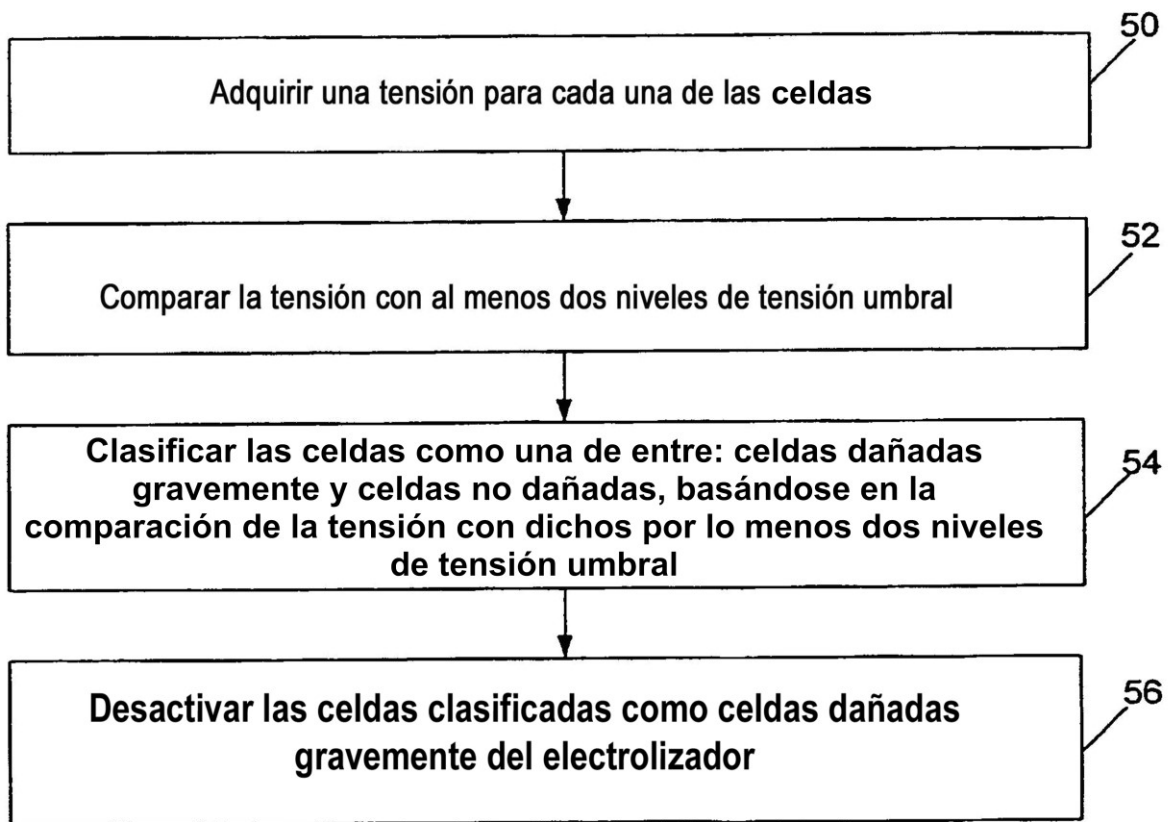 50
Adquirir una tensión para cada una de las celdas
52
Comparar la tensión con al menos dos niveles de tensión umbral
54
Clasificar las celdas como una de entre: celdas dañadas
gravemente y celdas no dañadas, basándose en la
comparación de la tensión con dichos por lo menos dos niveles
de tensión umbral
56
Desactivar las celdas clasificadas como celdas dañadas
gravemente del electrolizador